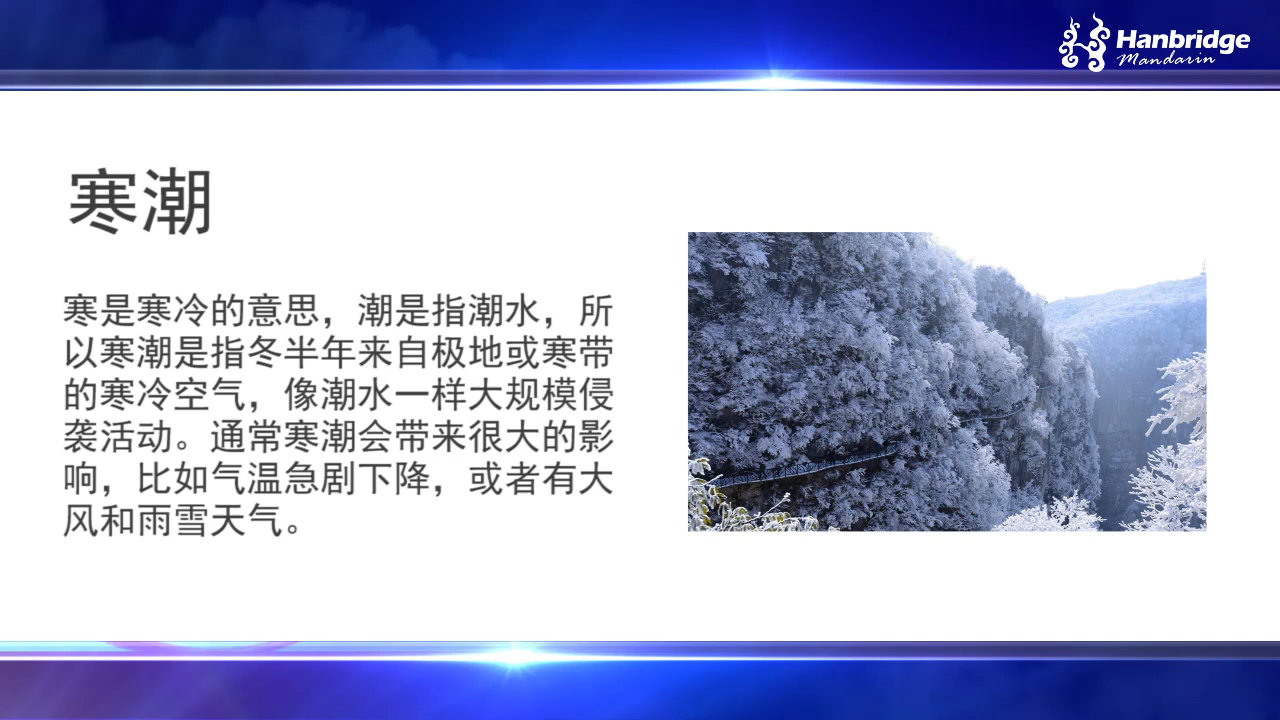 Hanbridge
Mandarin
寒潮
寒是寒冷的意思，潮是指潮水，所
以寒潮是指冬半年来自极地或寒带
的寒冷空气，像潮水一样大规模侵
袭活动。通常寒潮会带来很大的影
响，比如气温急剧下降，或者有大
风和雨雪天气。